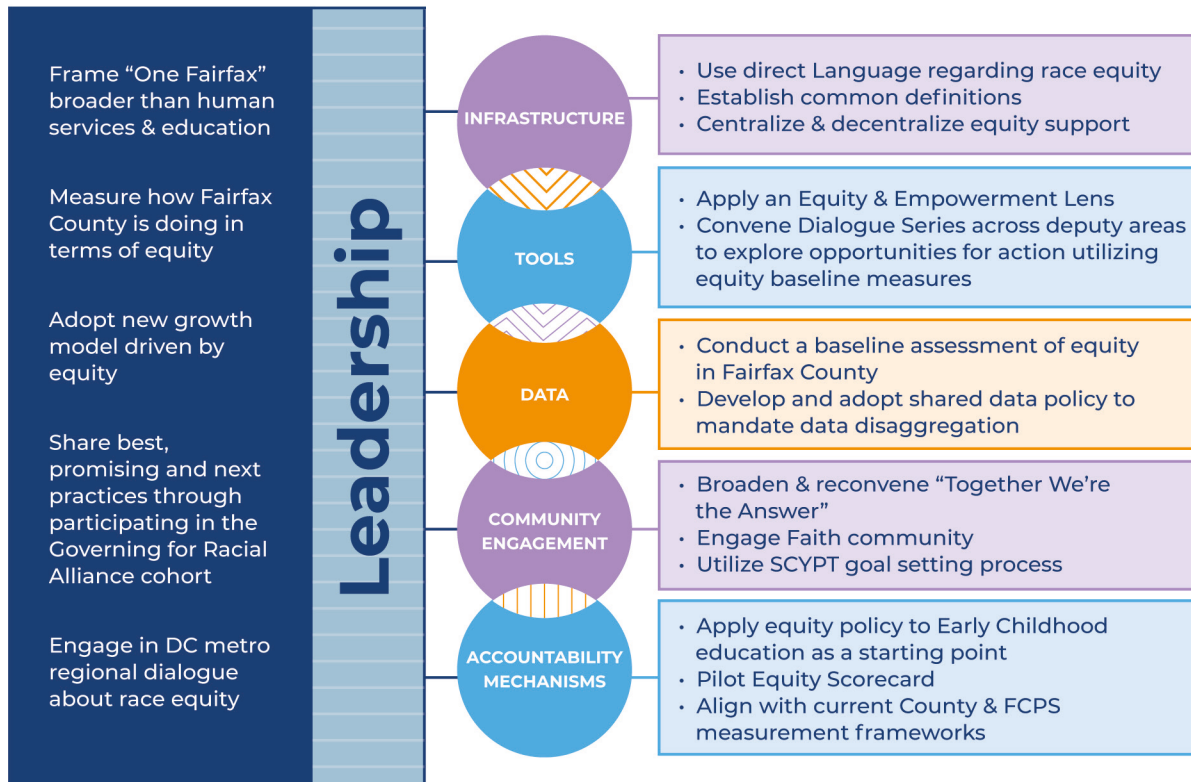 Frame “One Fairfax”
broader than human
services & education
Measure how Fairfax
County is doing in
terms of equity
Adopt new growth
model driven by
equity
Share best,
promising and next
practices through
participating in the
Governing for Racial
Alliance cohort
Engage in DC metro
regional dialogue
about race equity
Leadership
INFRASTRUCTURE
• Use direct Language regarding race equity
• Establish common definitions
• Centralize & decentralize equity support
TOOLS
• Apply an Equity & Empowerment Lens
• Convene Dialogue Series across deputy areas
to explore opportunities for action utilizing
equity baseline measures
DATA
• Conduct a baseline assessment of equity
in Fairfax County
• Develop and adopt shared data policy to
mandate data disaggregation
COMMUNITY
ENGAGEMENT
• Broaden & reconvene “Together We’re
the Answer”
• Engage Faith community
• Utilize SCYPT goal setting process
ACCOUNTABILITY
MECHANISMS
• Apply equity policy to Early Childhood
education as a starting point
• Pilot Equity Scorecard
• Align with current County & FCPS
measurement frameworks